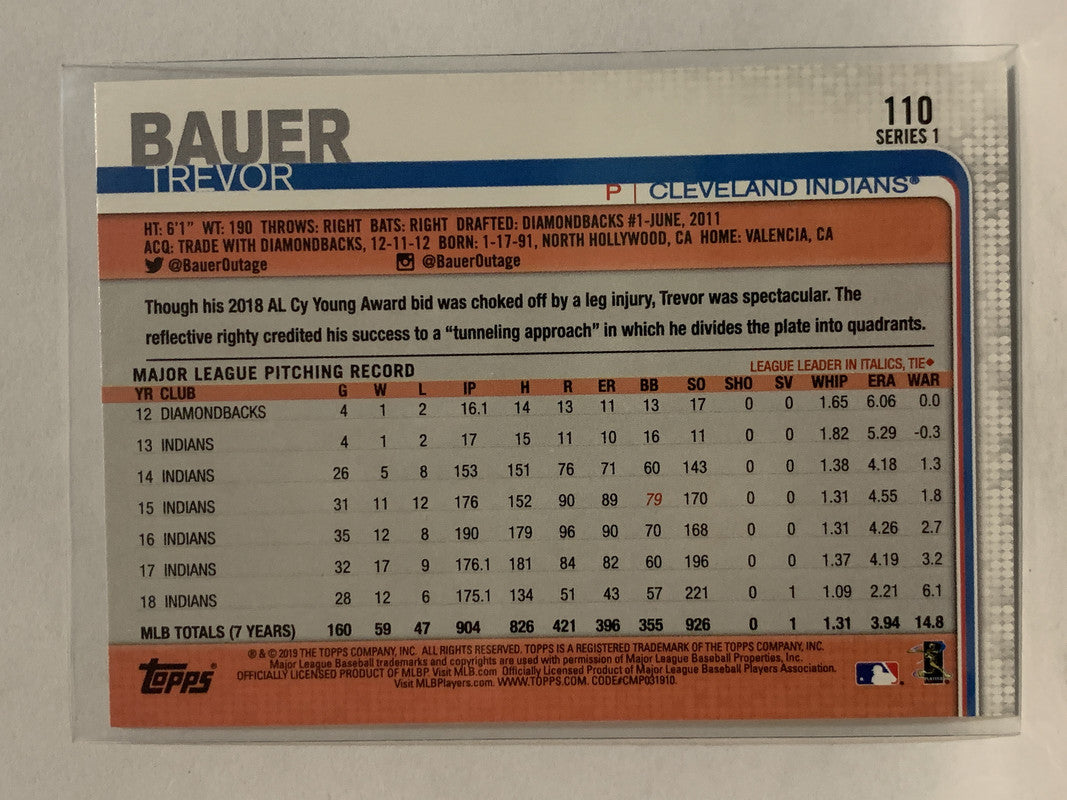 BAUER
TREVOR
110
SERIES 1
P | CLEVELAND INDIANS®
HT: 6'1" WT: 190 THROWS: RIGHT BATS: RIGHT DRAFTED: DIAMONDBACKS #1-JUNE, 2011
ACQ: TRADE WITH DIAMONDBACKS, 12-11-12 BORN: 1-17-91, NORTH HOLLYWOOD, CA HOME: VALENCIA, CA
@BauerOutage @BauerOutage
Though his 2018 AL Cy Young Award bid was choked off by a leg injury, Trevor was spectacular. The
reflective righty credited his success to a “tunneling approach” in which he divides the plate into quadrants.
MAJOR LEAGUE PITCHING RECORD LEAGUE LEADER IN ITALICS, TIE◆
YR CLUB G W L IP H R ER BB SO SHO SV WHIP ERA WAR
12 DIAMONDBACKS 4 1 2 16.1 14 13 11 13 17 0 0 1.65 6.06 0.0
13 INDIANS 4 1 2 17 15 11 10 16 11 0 0 1.82 5.29 -0.3
14 INDIANS 26 5 8 153 151 76 71 60 143 0 0 1.38 4.18 1.3
15 INDIANS 31 11 12 176 152 90 89 79 170 0 0 1.31 4.55 1.8
16 INDIANS 35 12 8 190 179 96 90 70 168 0 0 1.31 4.26 2.7
17 INDIANS 32 17 9 176.1 181 84 82 60 196 0 0 1.37 4.19 3.2
18 INDIANS 28 12 6 175.1 134 51 43 57 221 0 1 1.09 2.21 6.1
MLB TOTALS (7 YEARS) 160 59 47 904 826 421 396 355 926 0 1 1.31 3.94 14.8
® & © 2019 THE TOPPS COMPANY, INC. ALL RIGHTS RESERVED. TOPPS IS A REGISTERED TRADEMARK OF THE TOPPS COMPANY, INC.
Major League Baseball trademarks and copyrights are used with permission of Major League Baseball Properties, Inc.
OFFICIALLY LICENSED PRODUCT OF MLBP. Visit MLB.com Officially Licensed Product of Major League Baseball Players Association.
Visit MLBPlayers.com. WWW.TOPPS.COM. CODE#CMP031910.
Topps®